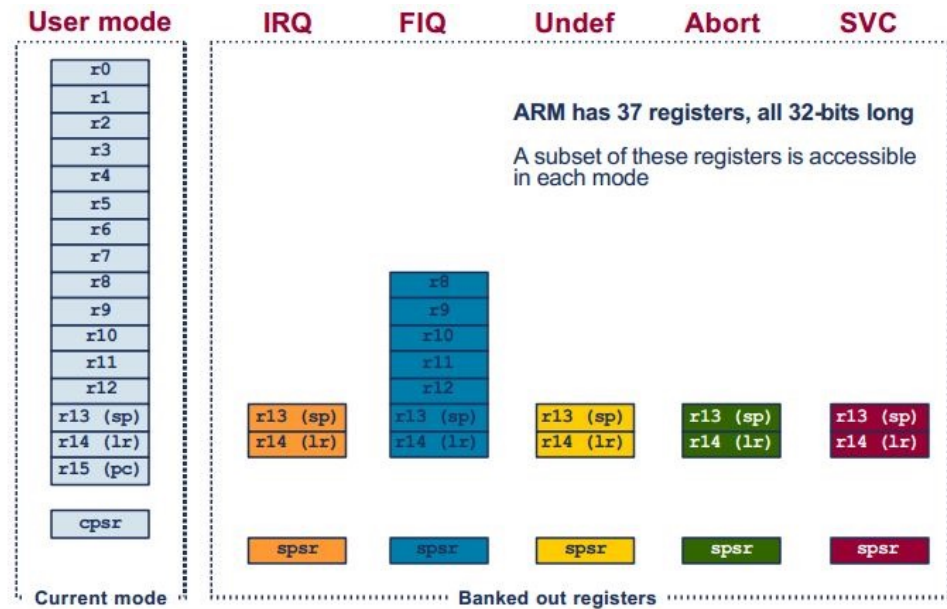 User mode
IRQ FIQ Undef Abort SVC
r0
r1
r2
r3
r4
r5
r6
r7
r8
r9
r10
r11
r12
r13 (sp)
r14 (lr)
r15 (pc)
cpsr
Current mode
ARM has 37 registers, all 32-bits long
A subset of these registers is accessible
in each mode
r13 (sp)
r14 (lr)
spsr
r8
r9
r10
r11
r12
r13 (sp)
r14 (lr)
spsr
r13 (sp)
r14 (lr)
spsr
r13 (sp)
r14 (lr)
spsr
r13 (sp)
r14 (lr)
spsr
Banked out registers